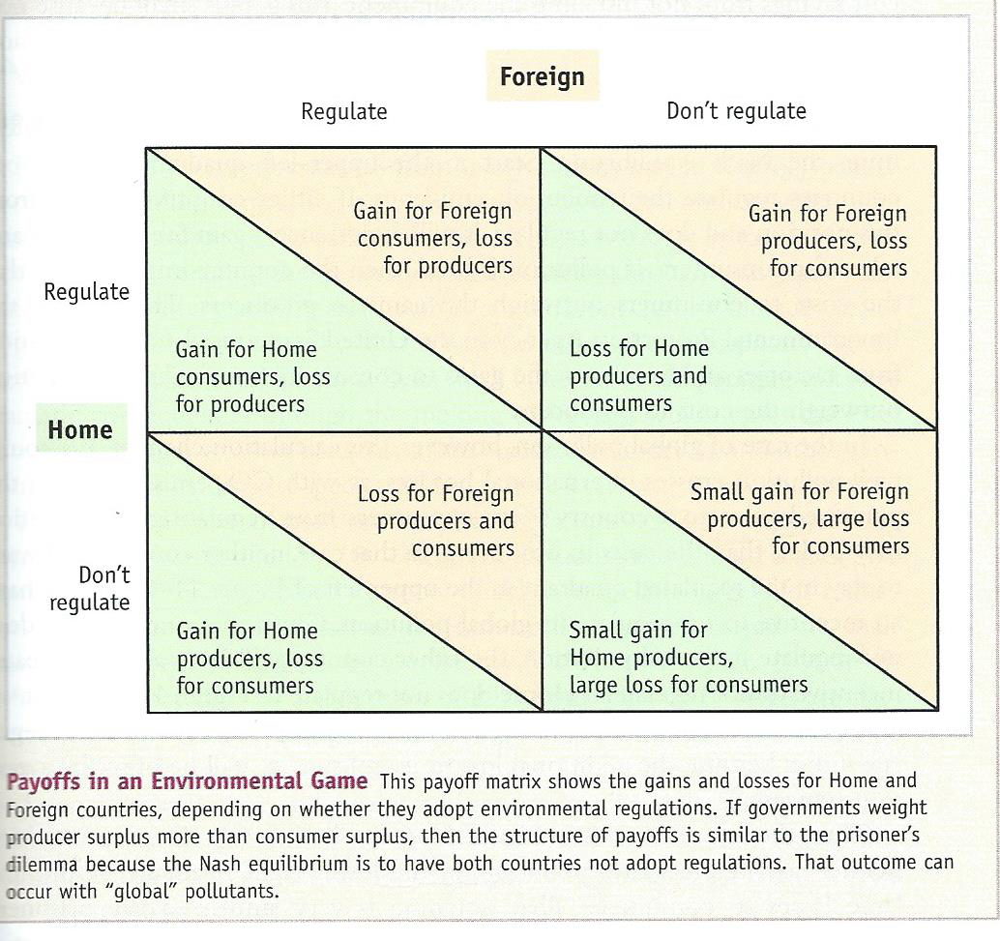 Foreign
Regulate
Don't regulate
Gain for Foreign
consumers, loss
for producers
Gain for Foreign
producers, loss
for consumers
Regulate
Gain for Home
consumers, loss
for producers
Loss for Home
producers and
consumers
Home
Loss for Foreign
producers and
consumers
Small gain for Foreign
producers, large loss
for consumers
Don't
regulate
Gain for Home
producers, loss
for consumers
Small gain for
Home producers,
large loss for consumers
Payoffs in an Environmental Game This payoff matrix shows the gains and losses for Home and
Foreign countries, depending on whether they adopt environmental regulations. If governments weight
producer surplus more than consumer surplus, then the structure of payoffs is similar to the prisoner's
dilemma because the Nash equilibrium is to have both countries not adopt regulations. That outcome can
occur with "global" pollutants.